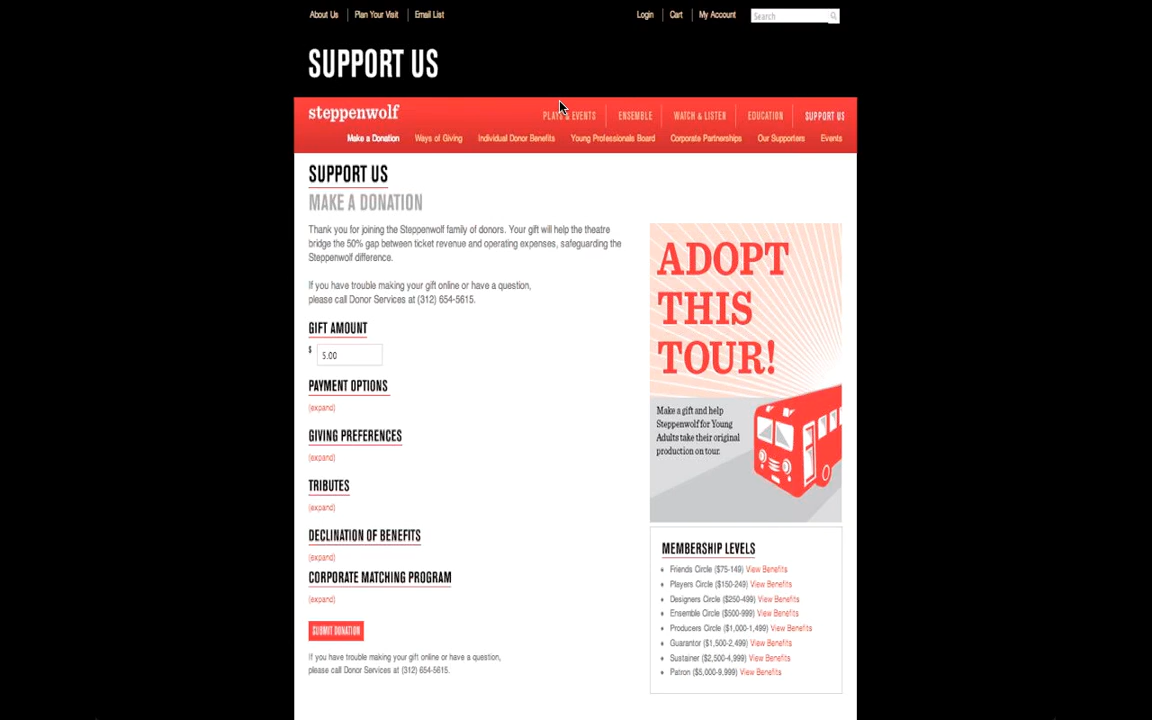 About Us
Plan Your Visit
Email List
Login
Cart
My Account
Search
SUPPORT US
steppenwolf
PLAYS & EVENTS
ENSEMBLE
WATCH & LISTEN
EDUCATION
SUPPORT US
Make a Donation
Ways of Giving
Individual Donor Benefits
Young Professionals Board
Corporate Partnerships
Our Supporters
Events
SUPPORT US
MAKE A DONATION
Thank you for joining the Steppenwolf family of donors. Your gift will help the theatre
bridge the 50% gap between ticket revenue and operating expenses, safeguarding the
Steppenwolf difference.
If you have trouble making your gift online or have a question,
please call Donor Services at (312) 654-5615.
GIFT AMOUNT
$ 5.00
PAYMENT OPTIONS
(expand)
GIVING PREFERENCES
(expand)
TRIBUTES
(expand)
DECLINATION OF BENEFITS
(expand)
CORPORATE MATCHING PROGRAM
(expand)
SUBMIT DONATION
If you have trouble making your gift online or have a question,
please call Donor Services at (312) 654-5615.
ADOPT
THIS
TOUR!
Make a gift and help
Steppenwolf for Young
Adults take their original
production on tour.
MEMBERSHIP LEVELS
Friends Circle ($75-149) View Benefits
Players Circle ($150-249) View Benefits
Designers Circle ($250-499) View Benefits
Ensemble Circle ($500-999) View Benefits
Producers Circle ($1,000-1,499) View Benefits
Guarantor ($1,500-2,499) View Benefits
Sustainer ($2,500-4,999) View Benefits
Patron ($5,000-9,999) View Benefits